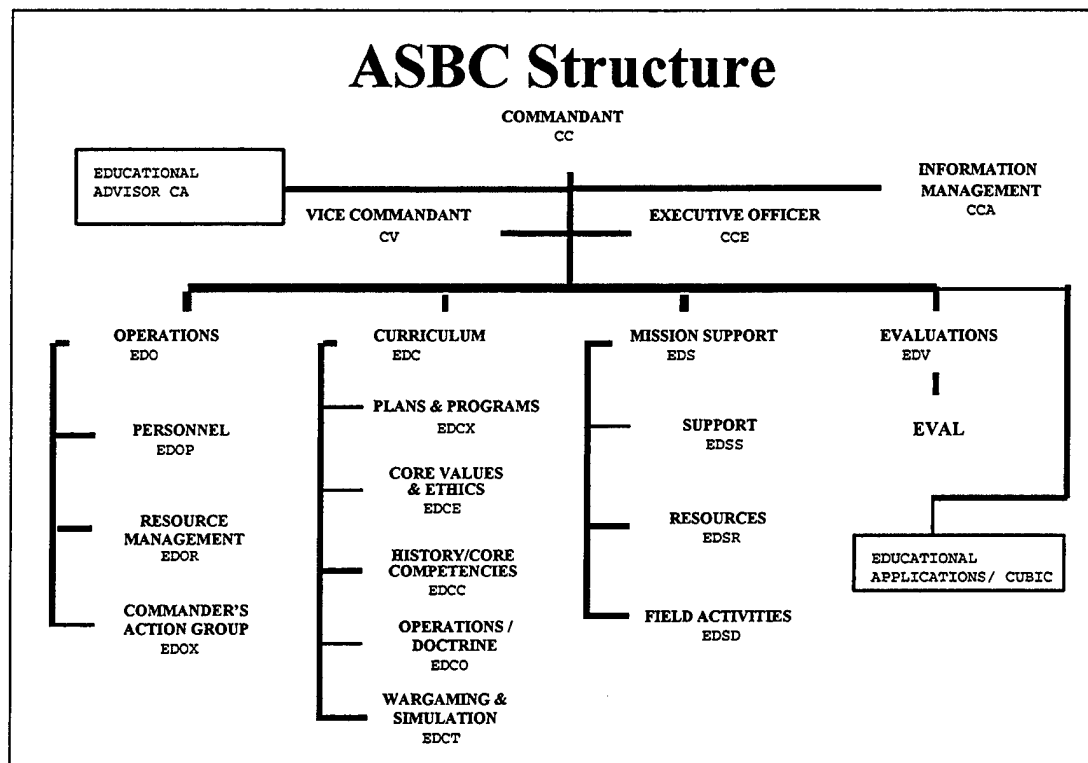 ASBC Structure
COMMANDANT
CC
EDUCATIONAL
ADVISOR CA
INFORMATION
MANAGEMENT
CCA
VICE COMMANDANT
CV
EXECUTIVE OFFICER
CCE
OPERATIONS
EDO
PERSONNEL
EDOP
RESOURCE
MANAGEMENT
EDOR
COMMANDER'S
ACTION GROUP
EDOX
CURRICULUM
EDC
PLANS & PROGRAMS
EDCX
CORE VALUES
& ETHICS
EDCE
HISTORY/CORE
COMPETENCIES
EDCC
OPERATIONS /
DOCTRINE
EDCO
WARGAMING &
SIMULATION
EDCT
MISSION SUPPORT
EDS
SUPPORT
EDSS
RESOURCES
EDSR
FIELD ACTIVITIES
EDSD
EVALUATIONS
EDV
EVAL
EDUCATIONAL
APPLICATIONS/ CUBIC